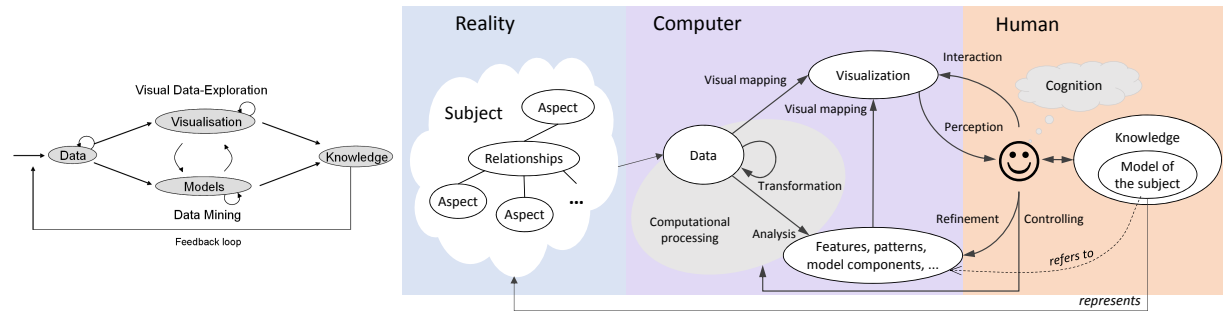 Visual Data-Exploration
Visualisation
Data
Knowledge
Models
Data Mining
Feedback loop
Reality
Computer
Human
Subject
Aspect
Relationships
Aspect
Aspect
...
Visual mapping
Visualization
Visual mapping
Data
Transformation
Computational
processing
Analysis
Features, patterns,
model components, ...
Interaction
Cognition
Perception
Knowledge
Model of
the subject
Refinement
Controlling
refers to
represents